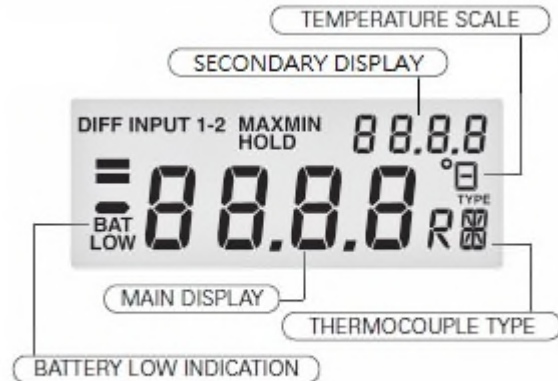 TEMPERATURE SCALE
SECONDARY DISPLAY
DIFF INPUT 1-2 MAXMIN 88.8.8
HOLD
°8
TYPE
BAT 88.8.8 R
LOW
MAIN DISPLAY
THERMOCOUPLE TYPE
BATTERY LOW INDICATION